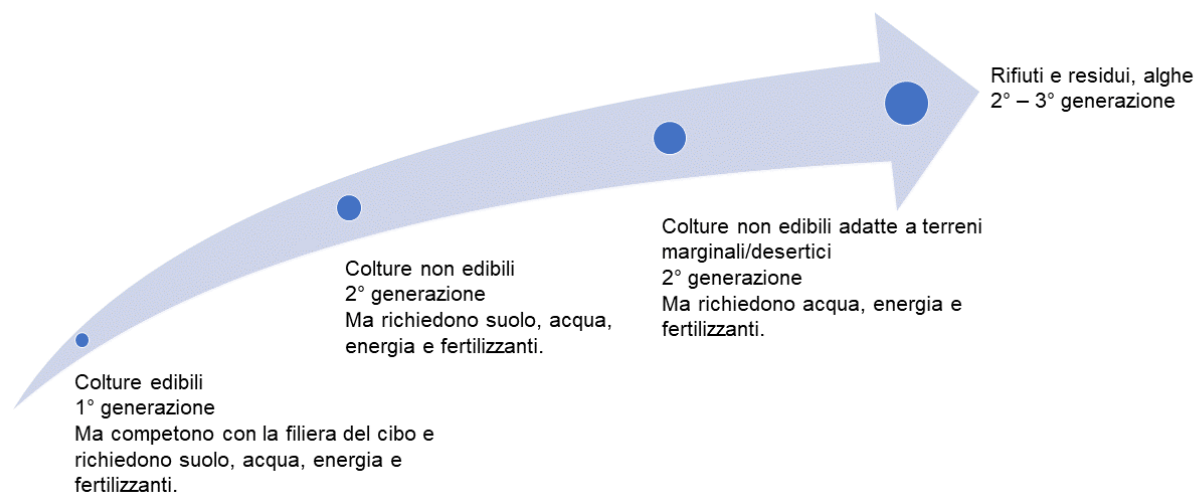 Colture edibili
1° generazione
Ma competono con la filiera del cibo e
richiedono suolo, acqua, energia e
fertilizzanti.
Colture non edibili
2° generazione
Ma richiedono suolo, acqua,
energia e fertilizzanti.
Colture non edibili adatte a terreni
marginali/desertici
2° generazione
Ma richiedono acqua, energia e
fertilizzanti.
Rifiuti e residui, alghe
2° – 3° generazione